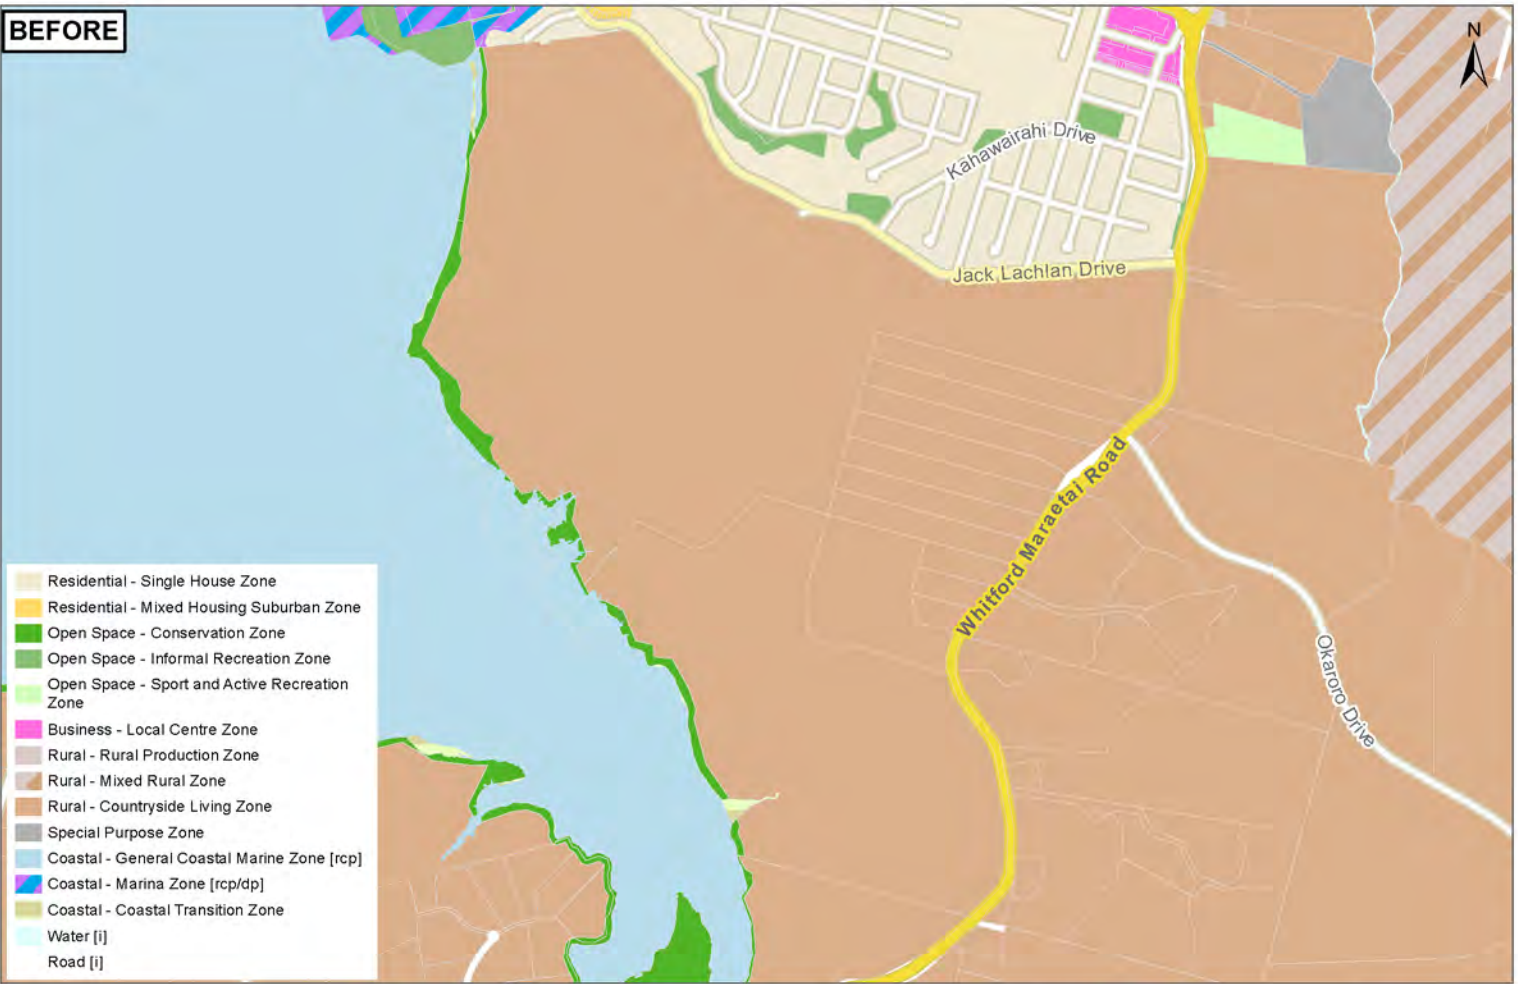 BEFORE
N
Kahawairahi Drive
Jack Lachlan Drive
Whitford Maraetai Road
Okaroro Drive
Residential - Single House Zone
Residential - Mixed Housing Suburban Zone
Open Space - Conservation Zone
Open Space - Informal Recreation Zone
Open Space - Sport and Active Recreation
Zone
Business - Local Centre Zone
Rural - Rural Production Zone
Rural - Mixed Rural Zone
Rural - Countryside Living Zone
Special Purpose Zone
Coastal - General Coastal Marine Zone [rcp]
Coastal - Marina Zone [rcp/dp]
Coastal - Coastal Transition Zone
Water [i]
Road [i]